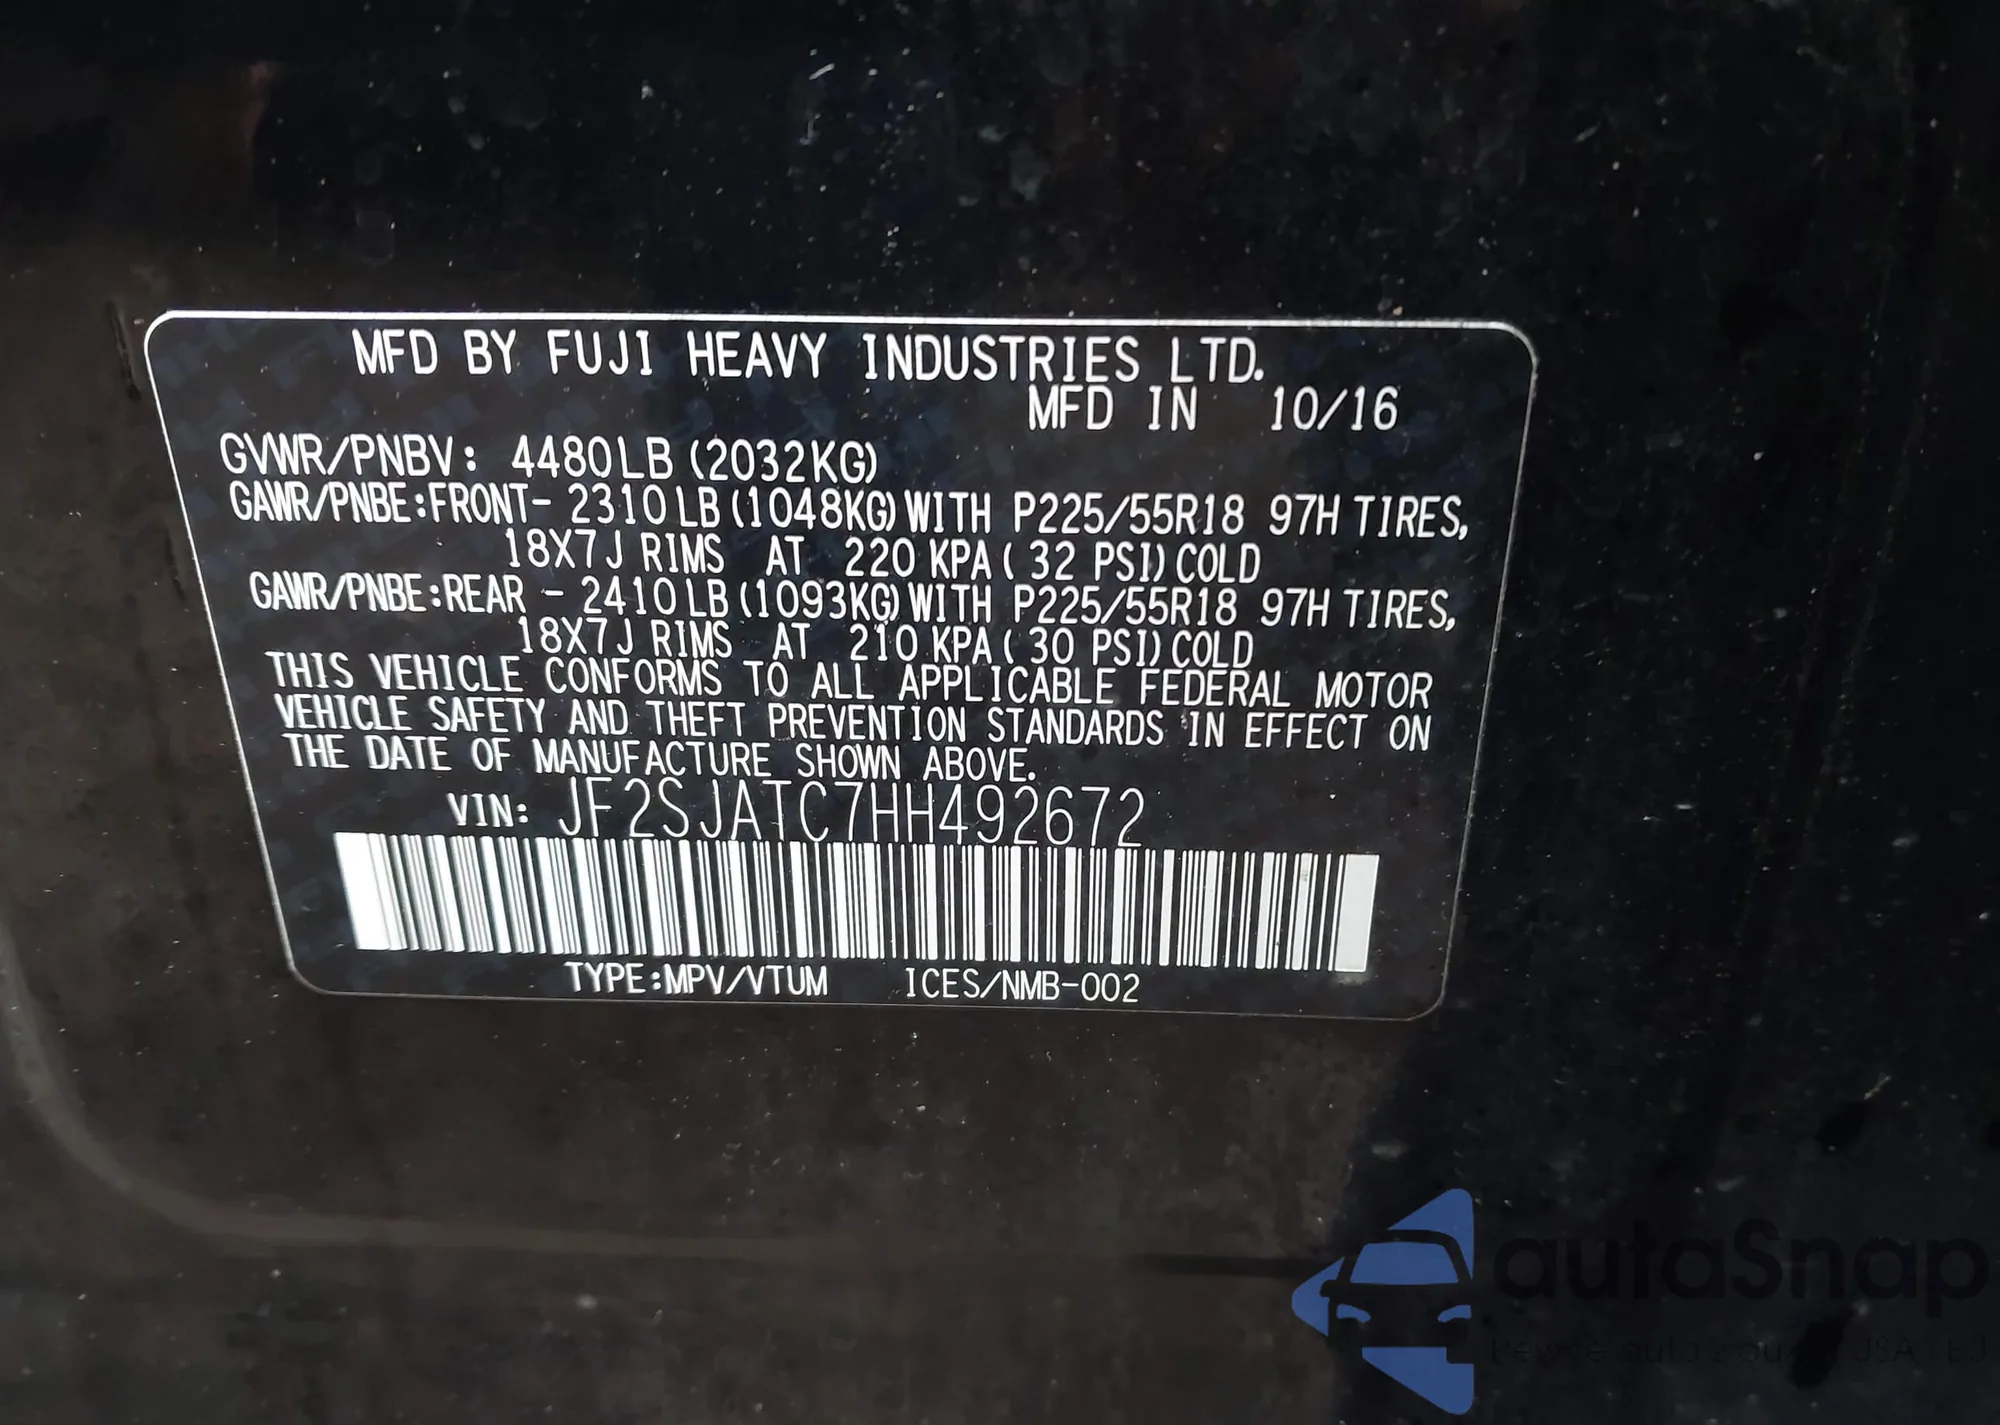 MFD BY FUJI HEAVY INDUSTRIES LTD.
MFD IN 10/16
GVWR/PNBV: 4480LB (2032KG)
GAWR/PNBE:FRONT- 2310LB(1048KG)WITH P225/55R18 97H TIRES,
18X7J RIMS AT 220 KPA( 32 PSI)COLD
GAWR/PNBE:REAR - 2410LB(1093KG)WITH P225/55R18 97H TIRES,
18X7J RIMS AT 210 KPA( 30 PSI)COLD
THIS VEHICLE CONFORMS TO ALL APPLICABLE FEDERAL MOTOR
VEHICLE SAFETY AND THEFT PREVENTION STANDARDS IN EFFECT ON
THE DATE OF MANUFACTURE SHOWN ABOVE.
VIN: JF2SJATC7HH492672
TYPE:MPV/VTUM ICES/NMB-002
autoSnap
auta z USA